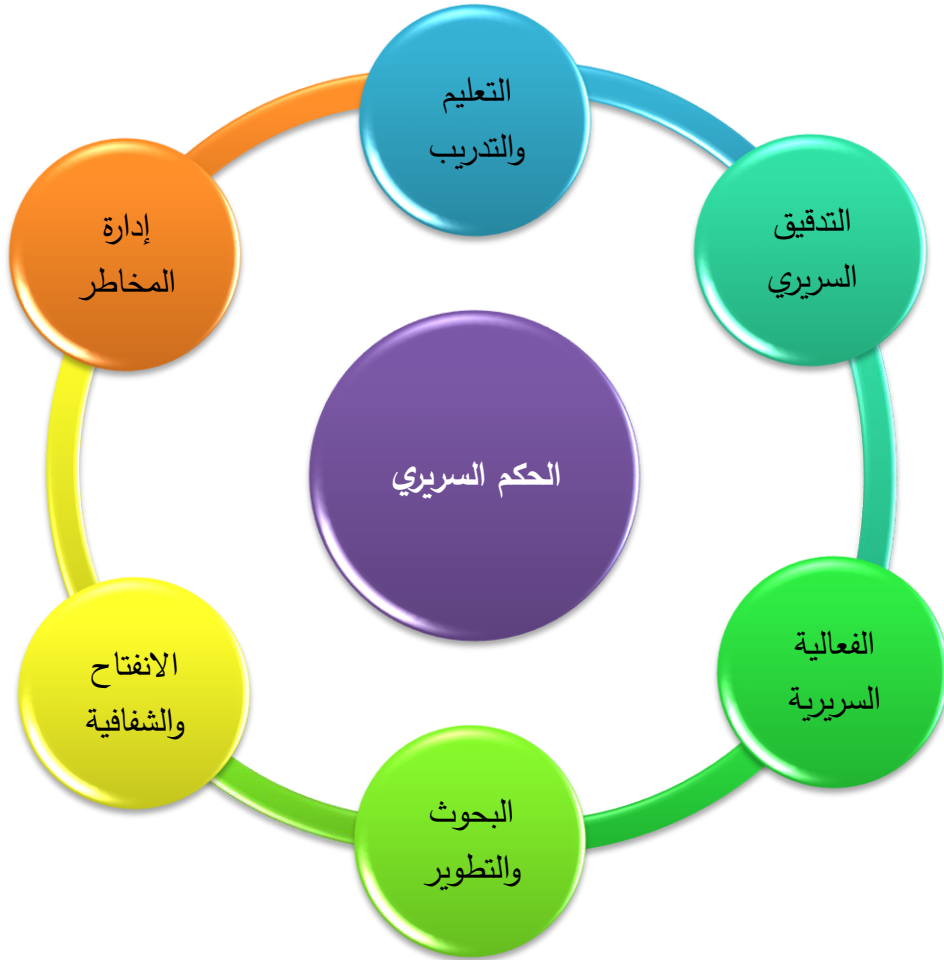 التعليم
والتدريب
التدقيق
السريري
الفعالية
السريرية
البحوث
والتطوير
الانفتاح
والشفافية
إدارة
المخاطر
الحكم السريري